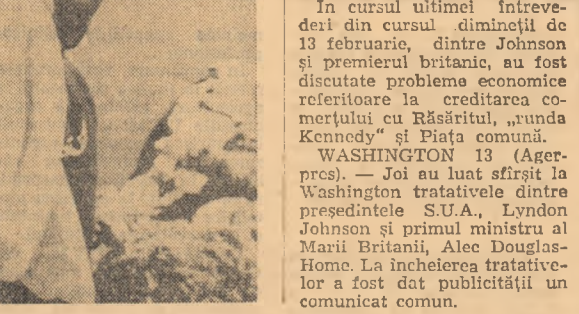 In cursul ultimei întreve-
deri din cursul dimineții de
13 februarie, dintre Johnson
și premierul britanic, au fost
discutate probleme economice
referitoare la creditarea co-
merțului cu Răsăritul, „runda
Kennedy“ și Piața comună.
WASHINGTON 13 (Ager-
pres). — Joi au luat sfîrșit la
Washington tratativele dintre
președintele S.U.A., Lyndon
Johnson și primul ministru al
Marii Britanii, Alec Douglas-
Home. La încheierea tratative-
lor a fost dat publicității un
comunicat comun.